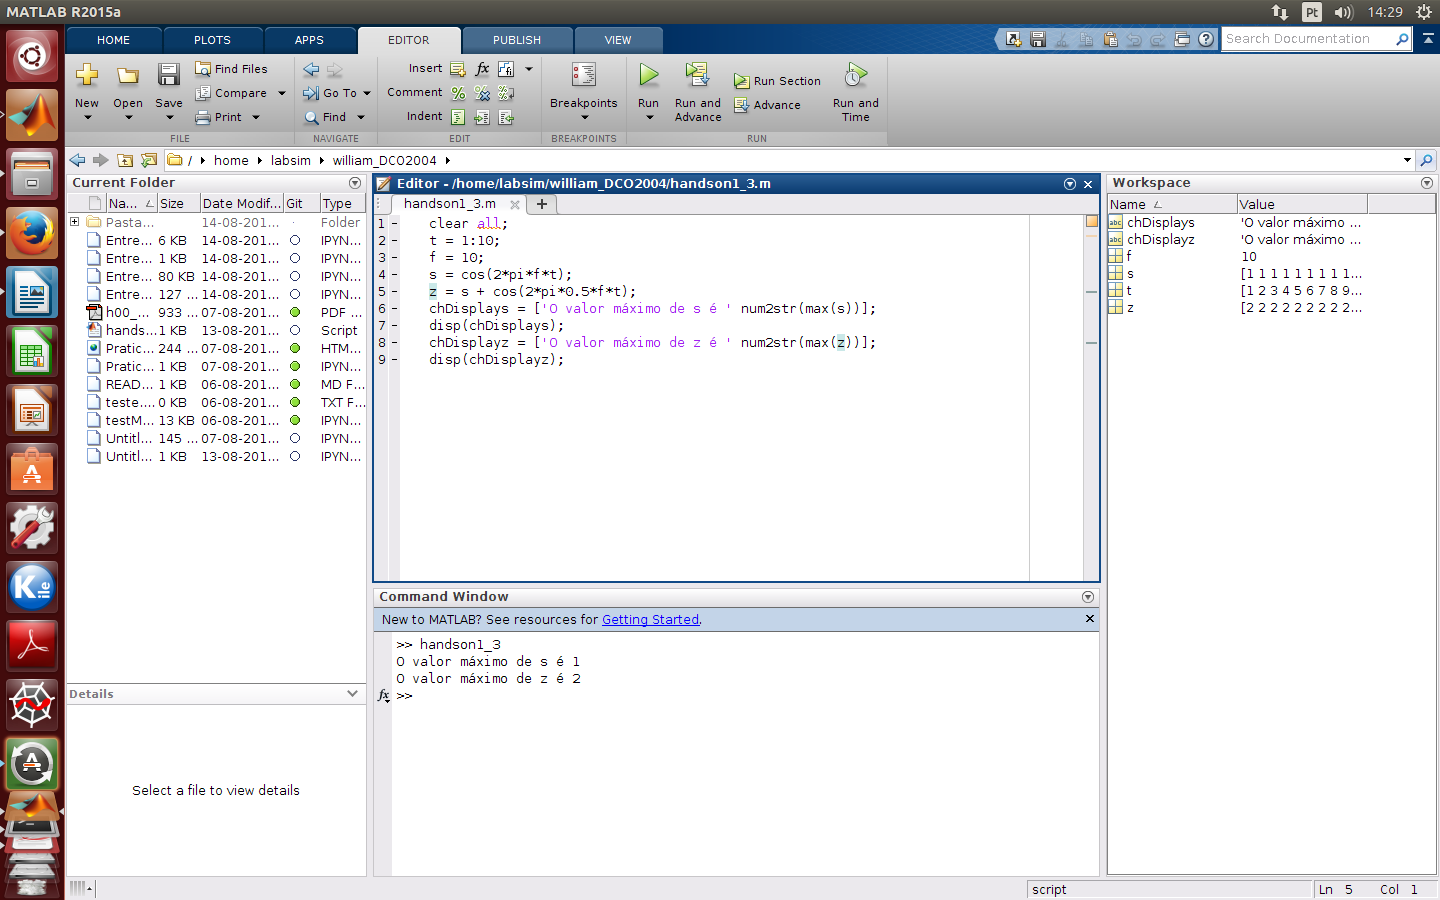 MATLAB R2015a
Pt
14:29
HOME PLOTS APPS EDITOR PUBLISH VIEW
Search Documentation
New Open Save
Find Files
Compare
Print
FILE
Go To
Find
NAVIGATE
Insert fx fi
Comment % % %
Indent
EDIT
Breakpoints
BREAKPOINTS
Run
Run and Advance
Run Section
Advance
Run and Time
RUN
/ home labsim william_DCO2004
Current Folder
Na... Size Date Modif... Git Type
Pasta... 14-08-201... Folder
Entre... 6 KB 14-08-201... IPYN...
Entre... 1 KB 14-08-201... IPYN...
Entre... 80 KB 14-08-201... IPYN...
Entre... 127 ... 14-08-201... IPYN...
h00_... 933 ... 07-08-201... PDF ...
hands... 1 KB 13-08-201... Script
Pratic... 244 ... 07-08-201... HTM...
Pratic... 1 KB 07-08-201... IPYN...
READ... 1 KB 06-08-201... MD F...
teste.... 0 KB 06-08-201... TXT F...
testM... 13 KB 06-08-201... IPYN...
Untitl... 145 ... 07-08-201... IPYN...
Untitl... 1 KB 13-08-201... IPYN...
Details
Select a file to view details
Editor - /home/labsim/william_DCO2004/handson1_3.m
handson1_3.m
1 - clear all;
2 - t = 1:10;
3 - f = 10;
4 - s = cos(2*pi*f*t);
5 - z = s + cos(2*pi*0.5*f*t);
6 - chDisplays = ['O valor máximo de s é ' num2str(max(s))];
7 - disp(chDisplays);
8 - chDisplayz = ['O valor máximo de z é ' num2str(max(z))];
9 - disp(chDisplayz);
Command Window
New to MATLAB? See resources for Getting Started.
>> handson1_3
O valor máximo de s é 1
O valor máximo de z é 2
fx >>
Workspace
Name Value
abc chDisplays 'O valor máximo ...
abc chDisplayz 'O valor máximo ...
f 10
s [1 1 1 1 1 1 1 1 1...
t [1 2 3 4 5 6 7 8 9...
z [2 2 2 2 2 2 2 2 2...
Kile
script
Ln 5 Col 1